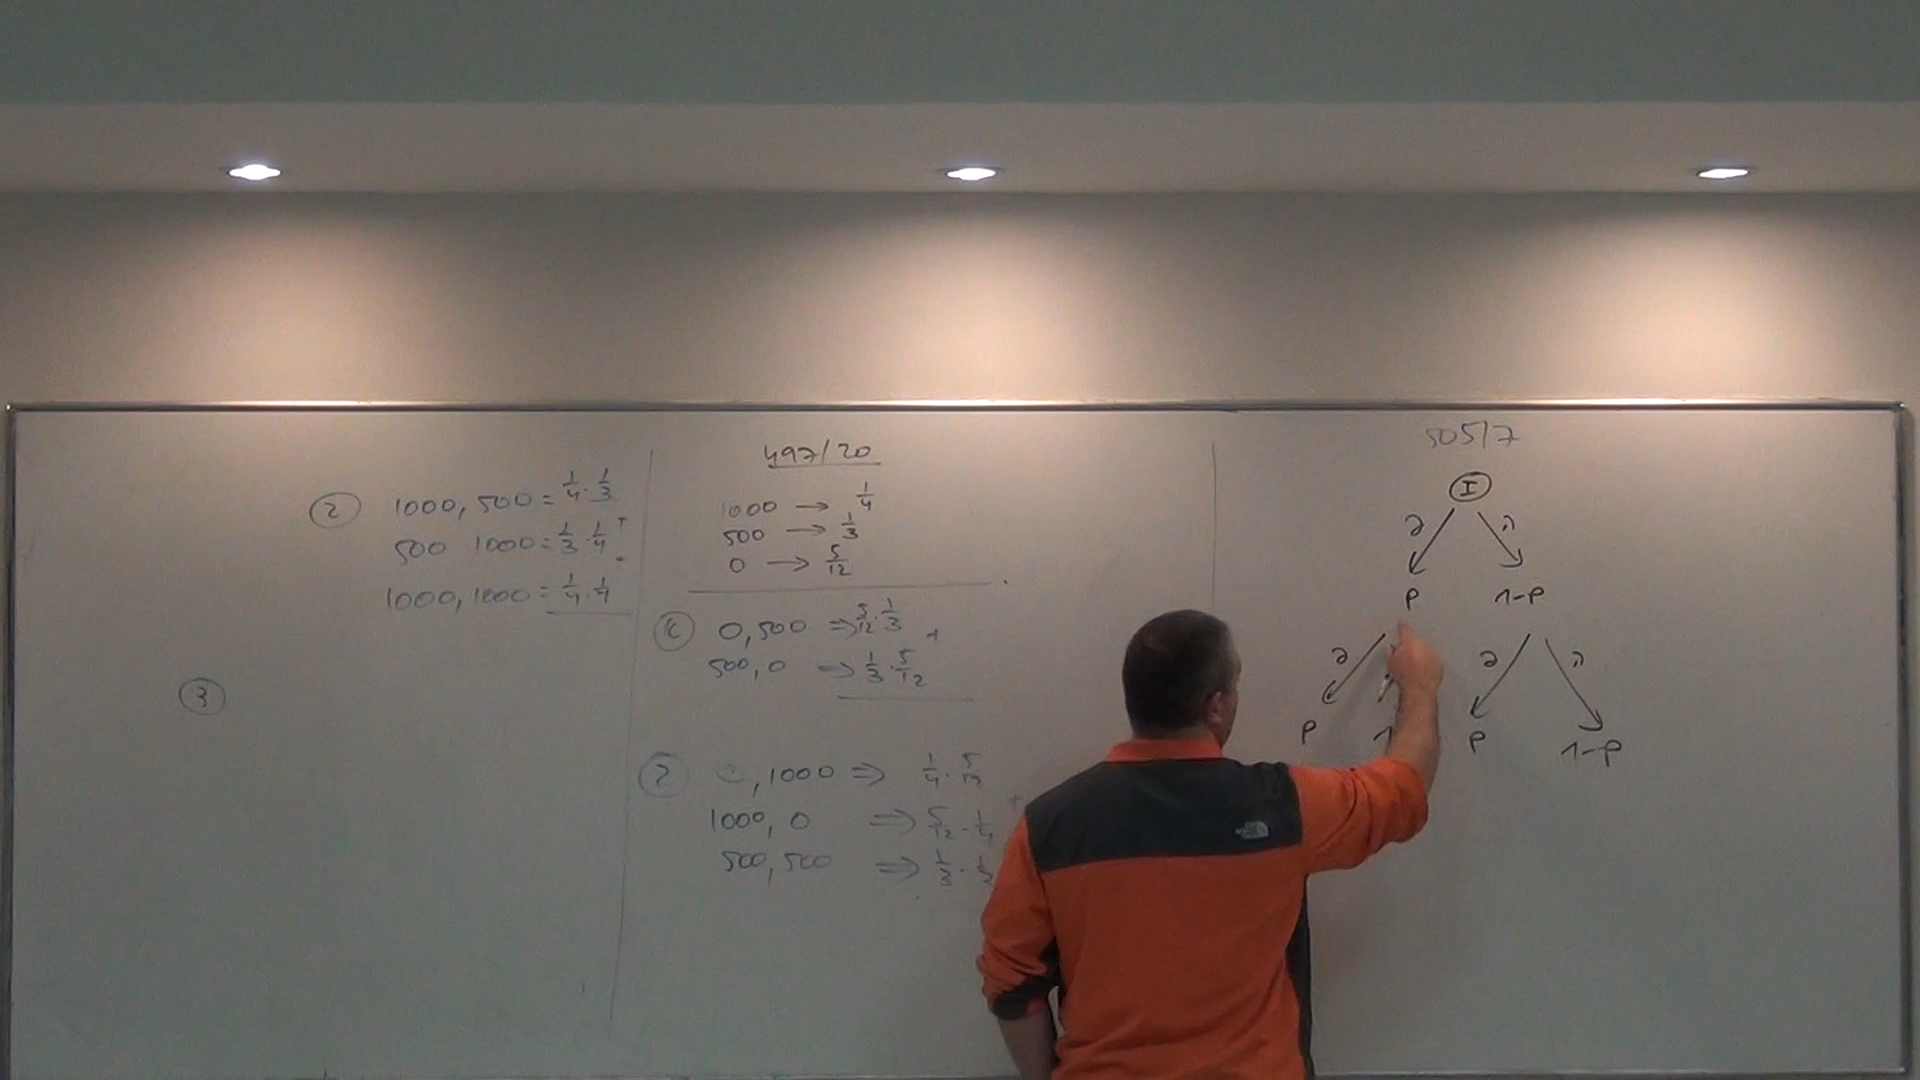 497/20
1000 → 1/4
500 → 1/3
0 → 5/12
ב 0,500 ⇒ 5/12 · 1/3 +
500,0 ⇒ 1/3 · 5/12
,1000 ⇒ 1/4 · 5/12
1000, 0 ⇒ 5/12 · 1/4 +
500,500 ⇒ 1/3 · 1/3
② 1000, 500 = 1/4 · 1/3
500 1000 = 1/3 · 1/4 +
1000, 1000 = 1/4 · 1/4
③
505/7
I
P 1-P
P 1 P 1-P